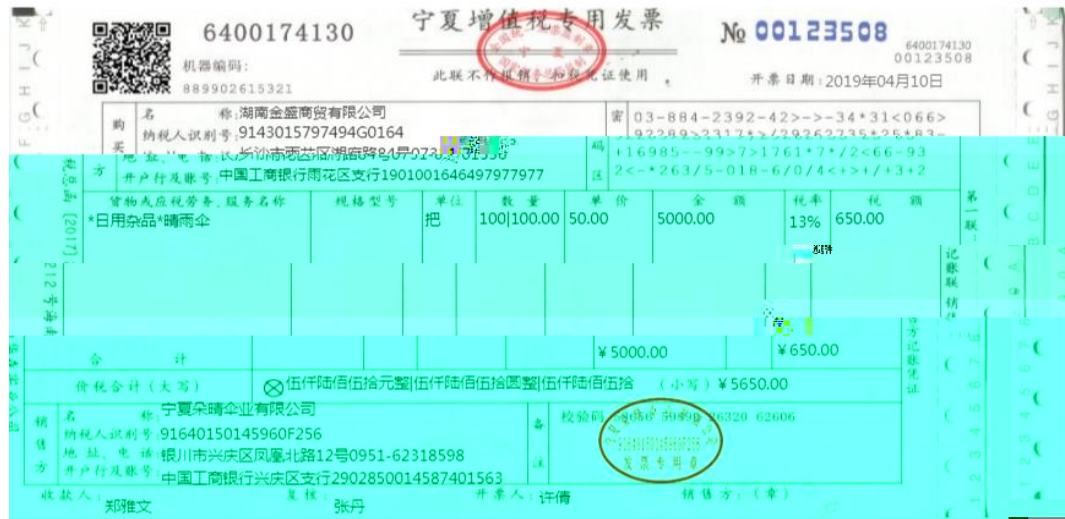 宁夏增值税专用发票
6400174130
№ 00123508
6400174130
00123508
机器编码:
889902615321
开票日期:2019年04月10日
购买方
名 称:湖南金盛商贸有限公司
纳税人识别号:9143015797494G0164
开户行及账号:中国工商银行雨花区支行1901001646497977977
密码区
03-884-2392-42>->-34*31<066>
+16985--99>7>1761*7*/2<66-93
2<-*263/5-018-6/0/4<+>+/+3+2
货物或应税劳务、服务名称 规格型号 单位 数量 单价 金额 税率 税额
*日用杂品*晴雨伞 把 100|100.00 50.00 5000.00 13% 650.00
合 计 ¥5000.00 ¥650.00
价税合计(大写) 伍仟陆佰伍拾元整|伍仟陆佰伍拾圆整|伍仟陆佰伍拾 (小写)¥5650.00
销售方
名 称:宁夏朵晴伞业有限公司
纳税人识别号:91640150145960F256
地址、电话:银川市兴庆区凤凰北路12号0951-62318598
开户行及账号:中国工商银行兴庆区支行2902850014587401563
备注
校验码
26320 62606
发票专用章
收款人:郑雅文 复核:张丹 开票人:许倩 销售方:(章)
第一联
记账联